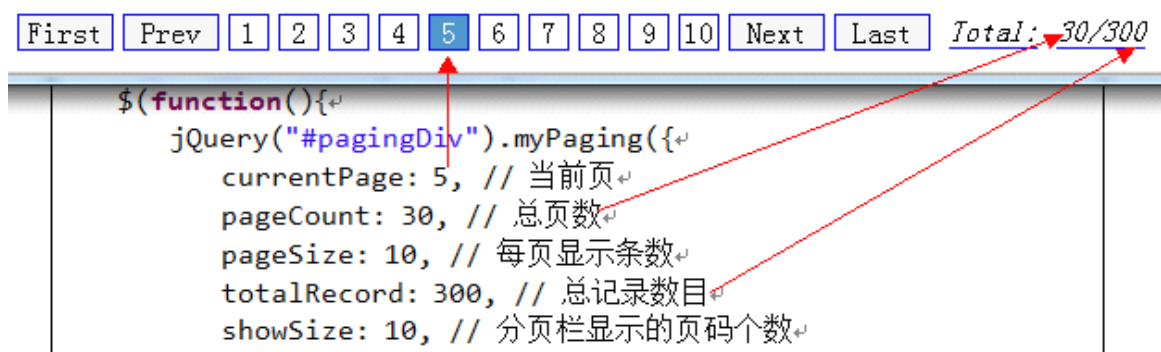 First Prev 1 2 3 4 5 6 7 8 9 10 Next Last Total: 30/300
$(function(){
jQuery("#pagingDiv").myPaging({
currentPage: 5, // 当前页
pageCount: 30, // 总页数
pageSize: 10, // 每页显示条数
totalRecord: 300, // 总记录数目
showSize: 10, // 分页栏显示的页码个数